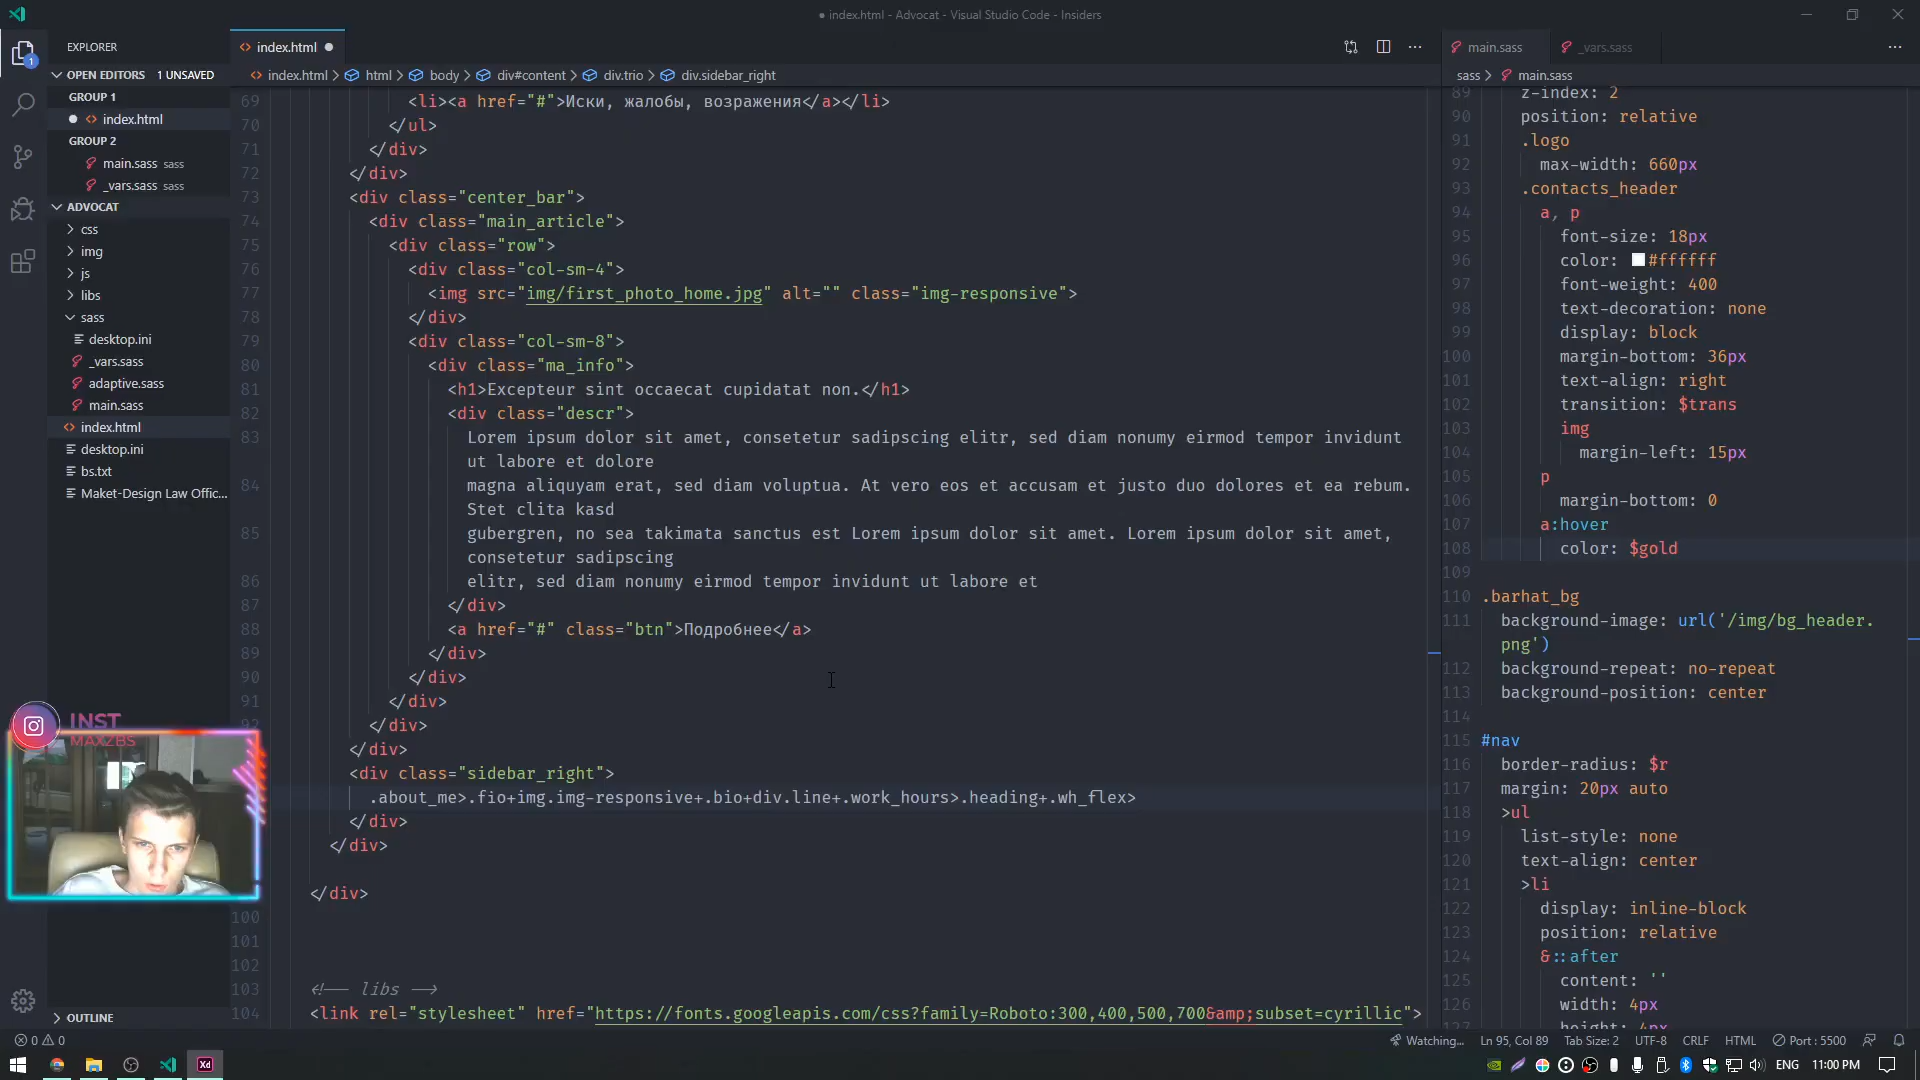 index.html - Advocat - Visual Studio Code - Insiders
EXPLORER
OPEN EDITORS 1 UNSAVED
GROUP 1
index.html
GROUP 2
main.sass sass
_vars.sass sass
ADVOCAT
css
img
js
libs
sass
desktop.ini
_vars.sass
adaptive.sass
main.sass
index.html
desktop.ini
bs.txt
Maket-Design Law Offic...
INST
MAXZBS
OUTLINE
index.html
index.html > html > body > div#content > div.trio > div.sidebar_right
69 <li><a href="#">Иски, жалобы, возражения</a></li>
70 </ul>
71 </div>
72 </div>
73 <div class="center_bar">
74 <div class="main_article">
75 <div class="row">
76 <div class="col-sm-4">
77 <img src="img/first_photo_home.jpg" alt="" class="img-responsive">
78 </div>
79 <div class="col-sm-8">
80 <div class="ma_info">
81 <h1>Excepteur sint occaecat cupidatat non.</h1>
82 <div class="descr">
83 Lorem ipsum dolor sit amet, consetetur sadipscing elitr, sed diam nonumy eirmod tempor invidunt
ut labore et dolore
84 magna aliquyam erat, sed diam voluptua. At vero eos et accusam et justo duo dolores et ea rebum.
Stet clita kasd
85 gubergren, no sea takimata sanctus est Lorem ipsum dolor sit amet. Lorem ipsum dolor sit amet,
consetetur sadipscing
86 elitr, sed diam nonumy eirmod tempor invidunt ut labore et
87 </div>
88 <a href="#" class="btn">Подробнее</a>
89 </div>
90 </div>
91 </div>
92 </div>
</div>
<div class="sidebar_right">
.about_me>.fio+img.img-responsive+.bio+div.line+.work_hours>.heading+.wh_flex>
</div>
</div>
</div>
100
101
102
103 <!-- libs -->
104 <link rel="stylesheet" href="https://fonts.googleapis.com/css?family=Roboto:300,400,500,700&amp;subset=cyrillic">
main.sass
_vars.sass
sass > main.sass
89 z-index: 2
90 position: relative
91 .logo
92 max-width: 660px
93 .contacts_header
94 a, p
95 font-size: 18px
96 color: #ffffff
97 font-weight: 400
98 text-decoration: none
99 display: block
100 margin-bottom: 36px
101 text-align: right
102 transition: $trans
103 img
104 margin-left: 15px
105 p
106 margin-bottom: 0
107 a:hover
108 color: $gold
109
110 .barhat_bg
111 background-image: url('/img/bg_header.
png')
112 background-repeat: no-repeat
113 background-position: center
114
115 #nav
116 border-radius: $r
117 margin: 20px auto
118 >ul
119 list-style: none
120 text-align: center
121 >li
122 display: inline-block
123 position: relative
124 &::after
125 content: ''
126 width: 4px
127 height: 4px
0 0
Watching... Ln 95, Col 89 Tab Size: 2 UTF-8 CRLF HTML Port : 5500
Xd
ENG 11:00 PM